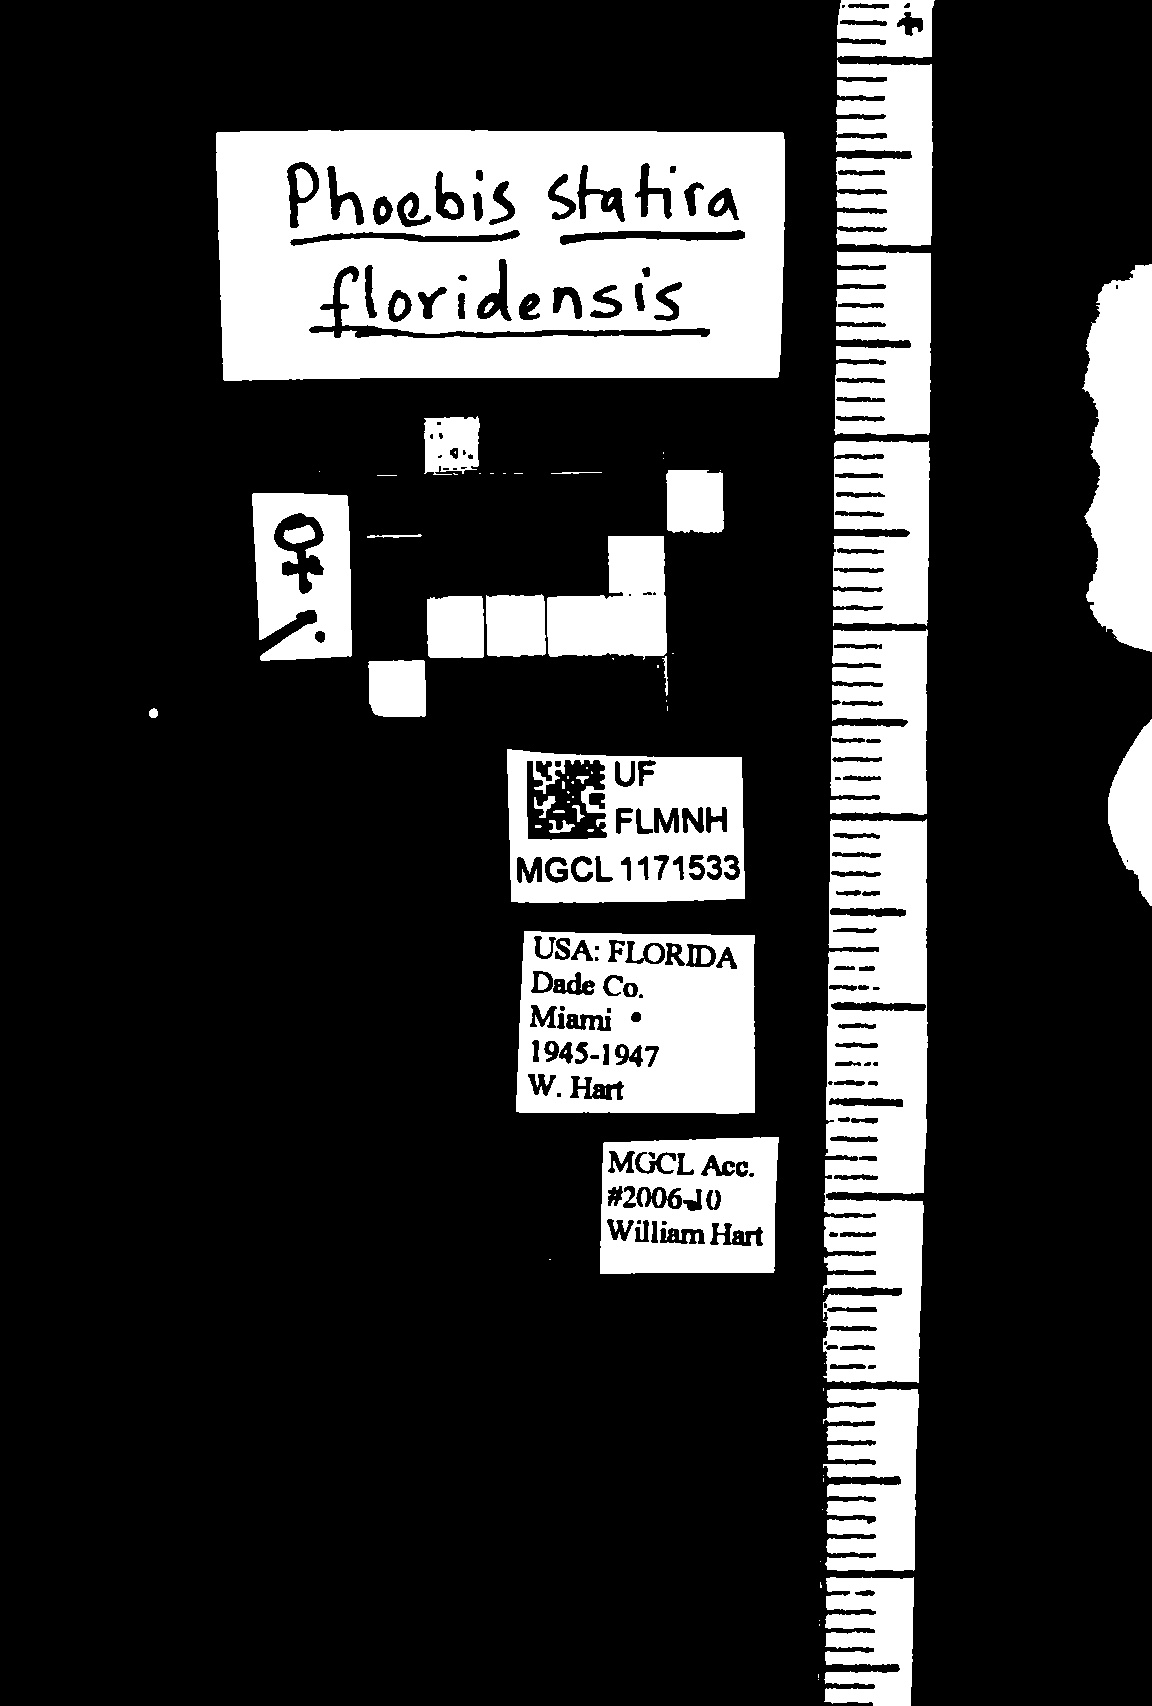 Phoebis statira
floridensis
♀
UF
FLMNH
MGCL 1171533
USA: FLORIDA
Dade Co.
Miami
1945-1947
W. Hart
MGCL Acc.
#2006-10
William Hart